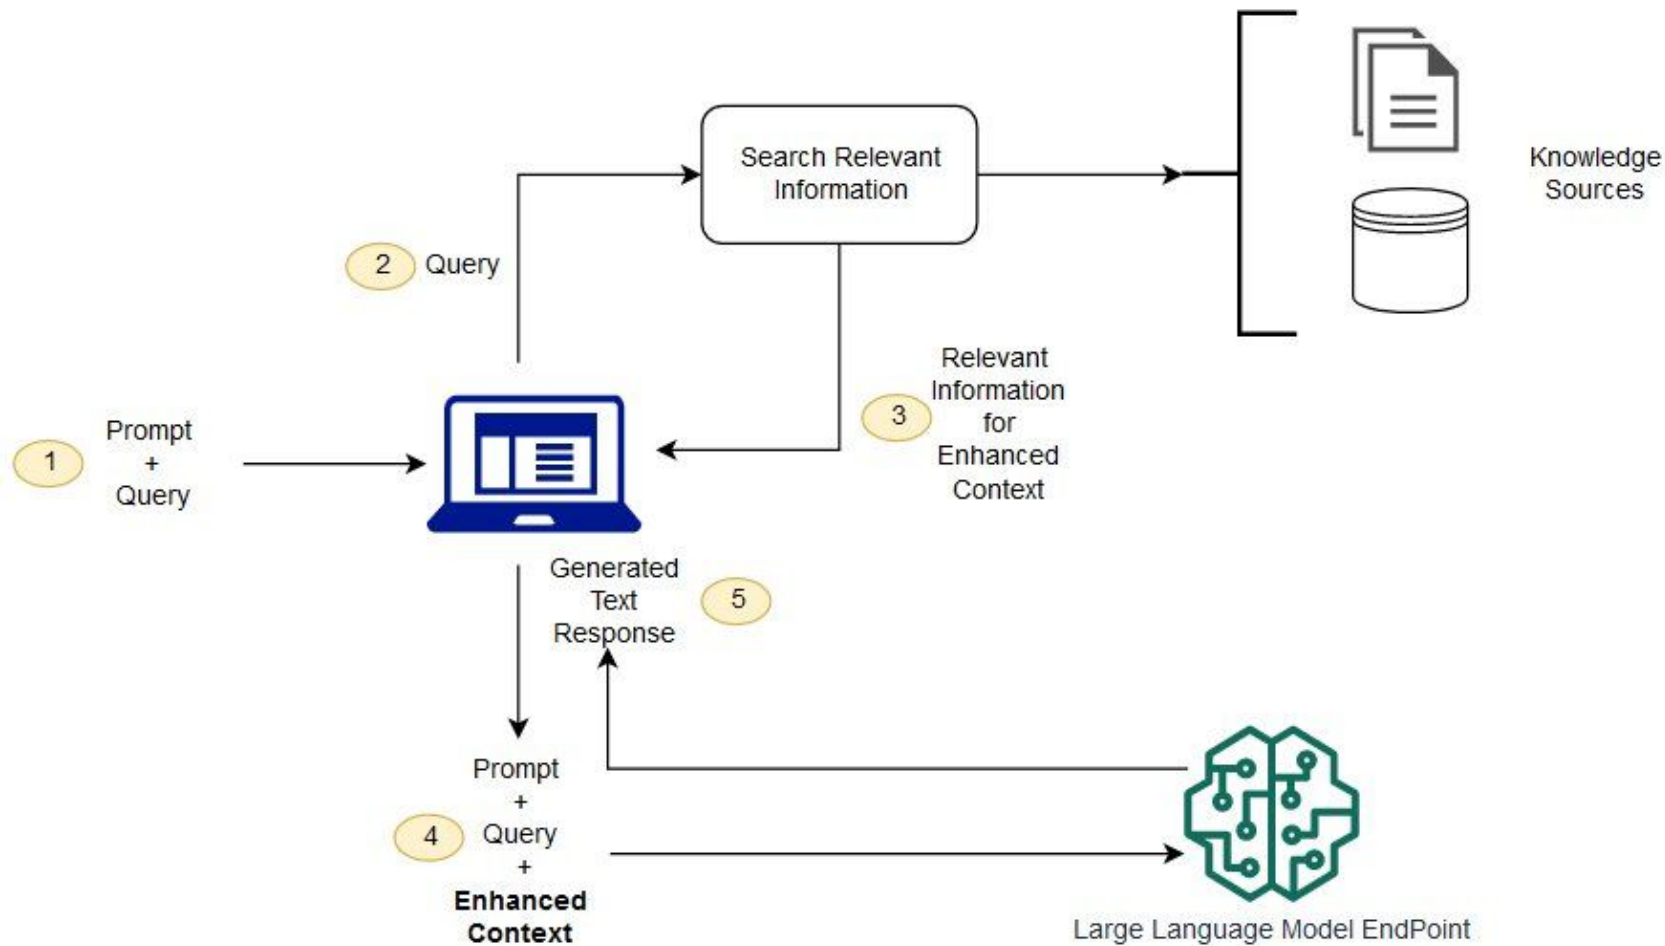 Search Relevant
Information
Knowledge
Sources
2 Query
Relevant
Information
3 for
Enhanced
Context
Prompt
1 +
Query
Generated
Text 5
Response
Prompt
+
4 Query
+
Enhanced
Context
Large Language Model EndPoint